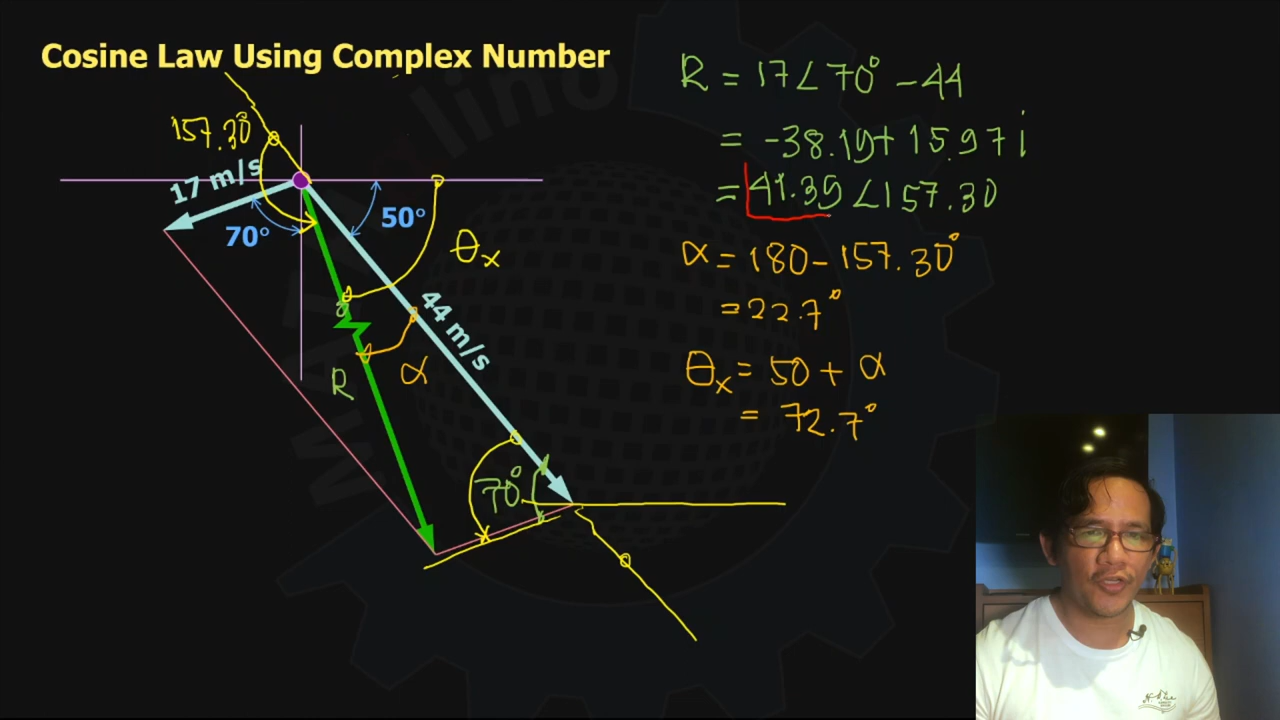 Cosine Law Using Complex Number
157.30°
17 m/s
70°
50°
θx
44 m/s
R
α
70°
R = 17∠70° - 44
= -38.19 + 15.97i
= 41.39∠157.30
α = 180 - 157.30°
= 22.7°
θx = 50 + α
= 72.7°